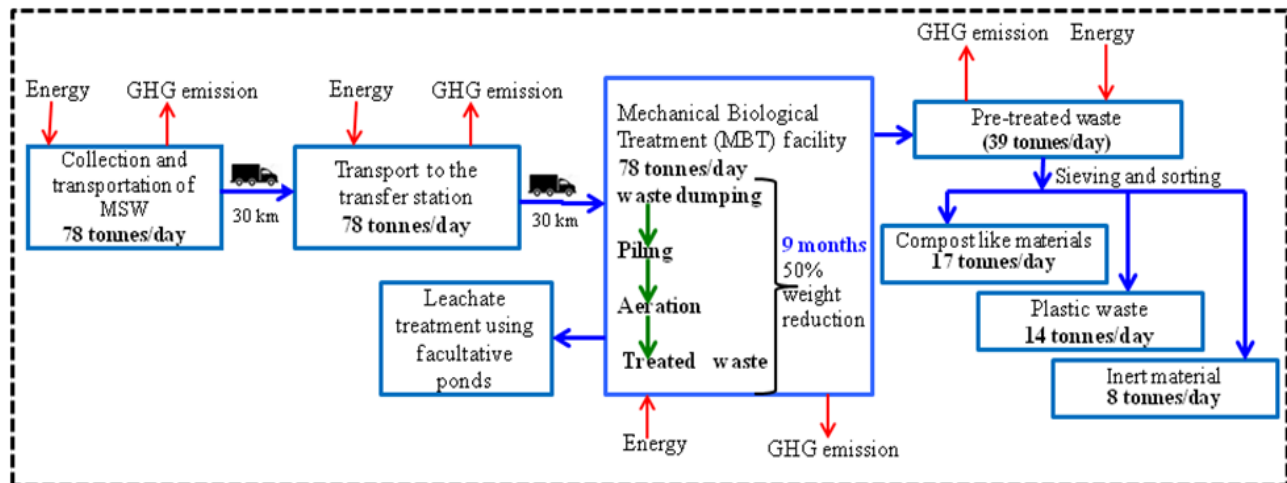 Energy
GHG emission
Collection and
transportation of
MSW
78 tonnes/day
30 km
Energy
GHG emission
Transport to the
transfer station
78 tonnes/day
30 km
Mechanical Biological
Treatment (MBT) facility
78 tonnes/day
waste dumping
Piling
Aeration
Treated waste
9 months
50%
weight
reduction
Energy
GHG emission
Leachate
treatment using
facultative
ponds
GHG emission
Energy
Pre-treated waste
(39 tonnes/day)
Sieving and sorting
Compost like materials
17 tonnes/day
Plastic waste
14 tonnes/day
Inert material
8 tonnes/day